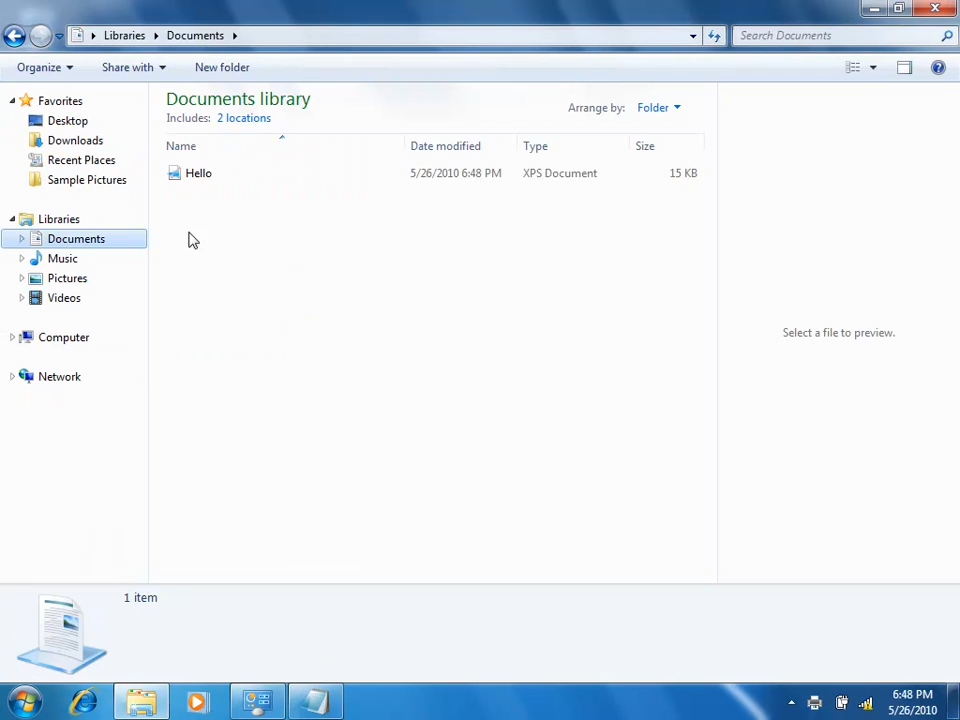 Libraries Documents
Search Documents
Organize Share with New folder
Documents library
Includes: 2 locations
Arrange by: Folder
Name Date modified Type Size
Hello 5/26/2010 6:48 PM XPS Document 15 KB
Favorites
Desktop
Downloads
Recent Places
Sample Pictures
Libraries
Documents
Music
Pictures
Videos
Computer
Network
Select a file to preview.
1 item
6:48 PM
5/26/2010